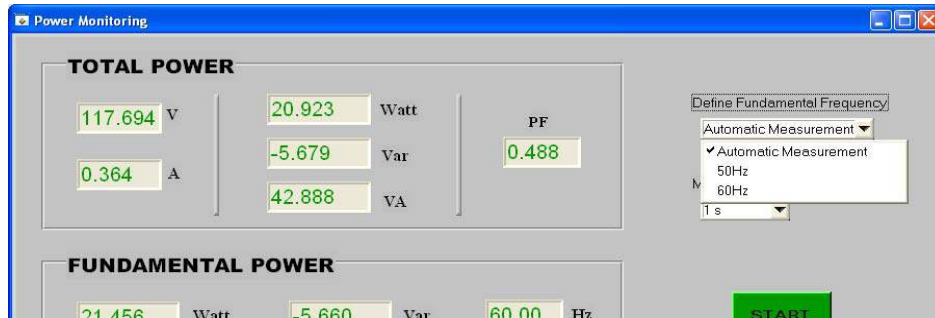 Power Monitoring
TOTAL POWER
117.694 V
0.364 A
20.923 Watt
-5.679 Var
42.888 VA
PF
0.488
Define Fundamental Frequency
Automatic Measurement
✓Automatic Measurement
50Hz
60Hz
M
1 s
FUNDAMENTAL POWER
21.456 Watt
-5.660 Var
60.00 Hz
START